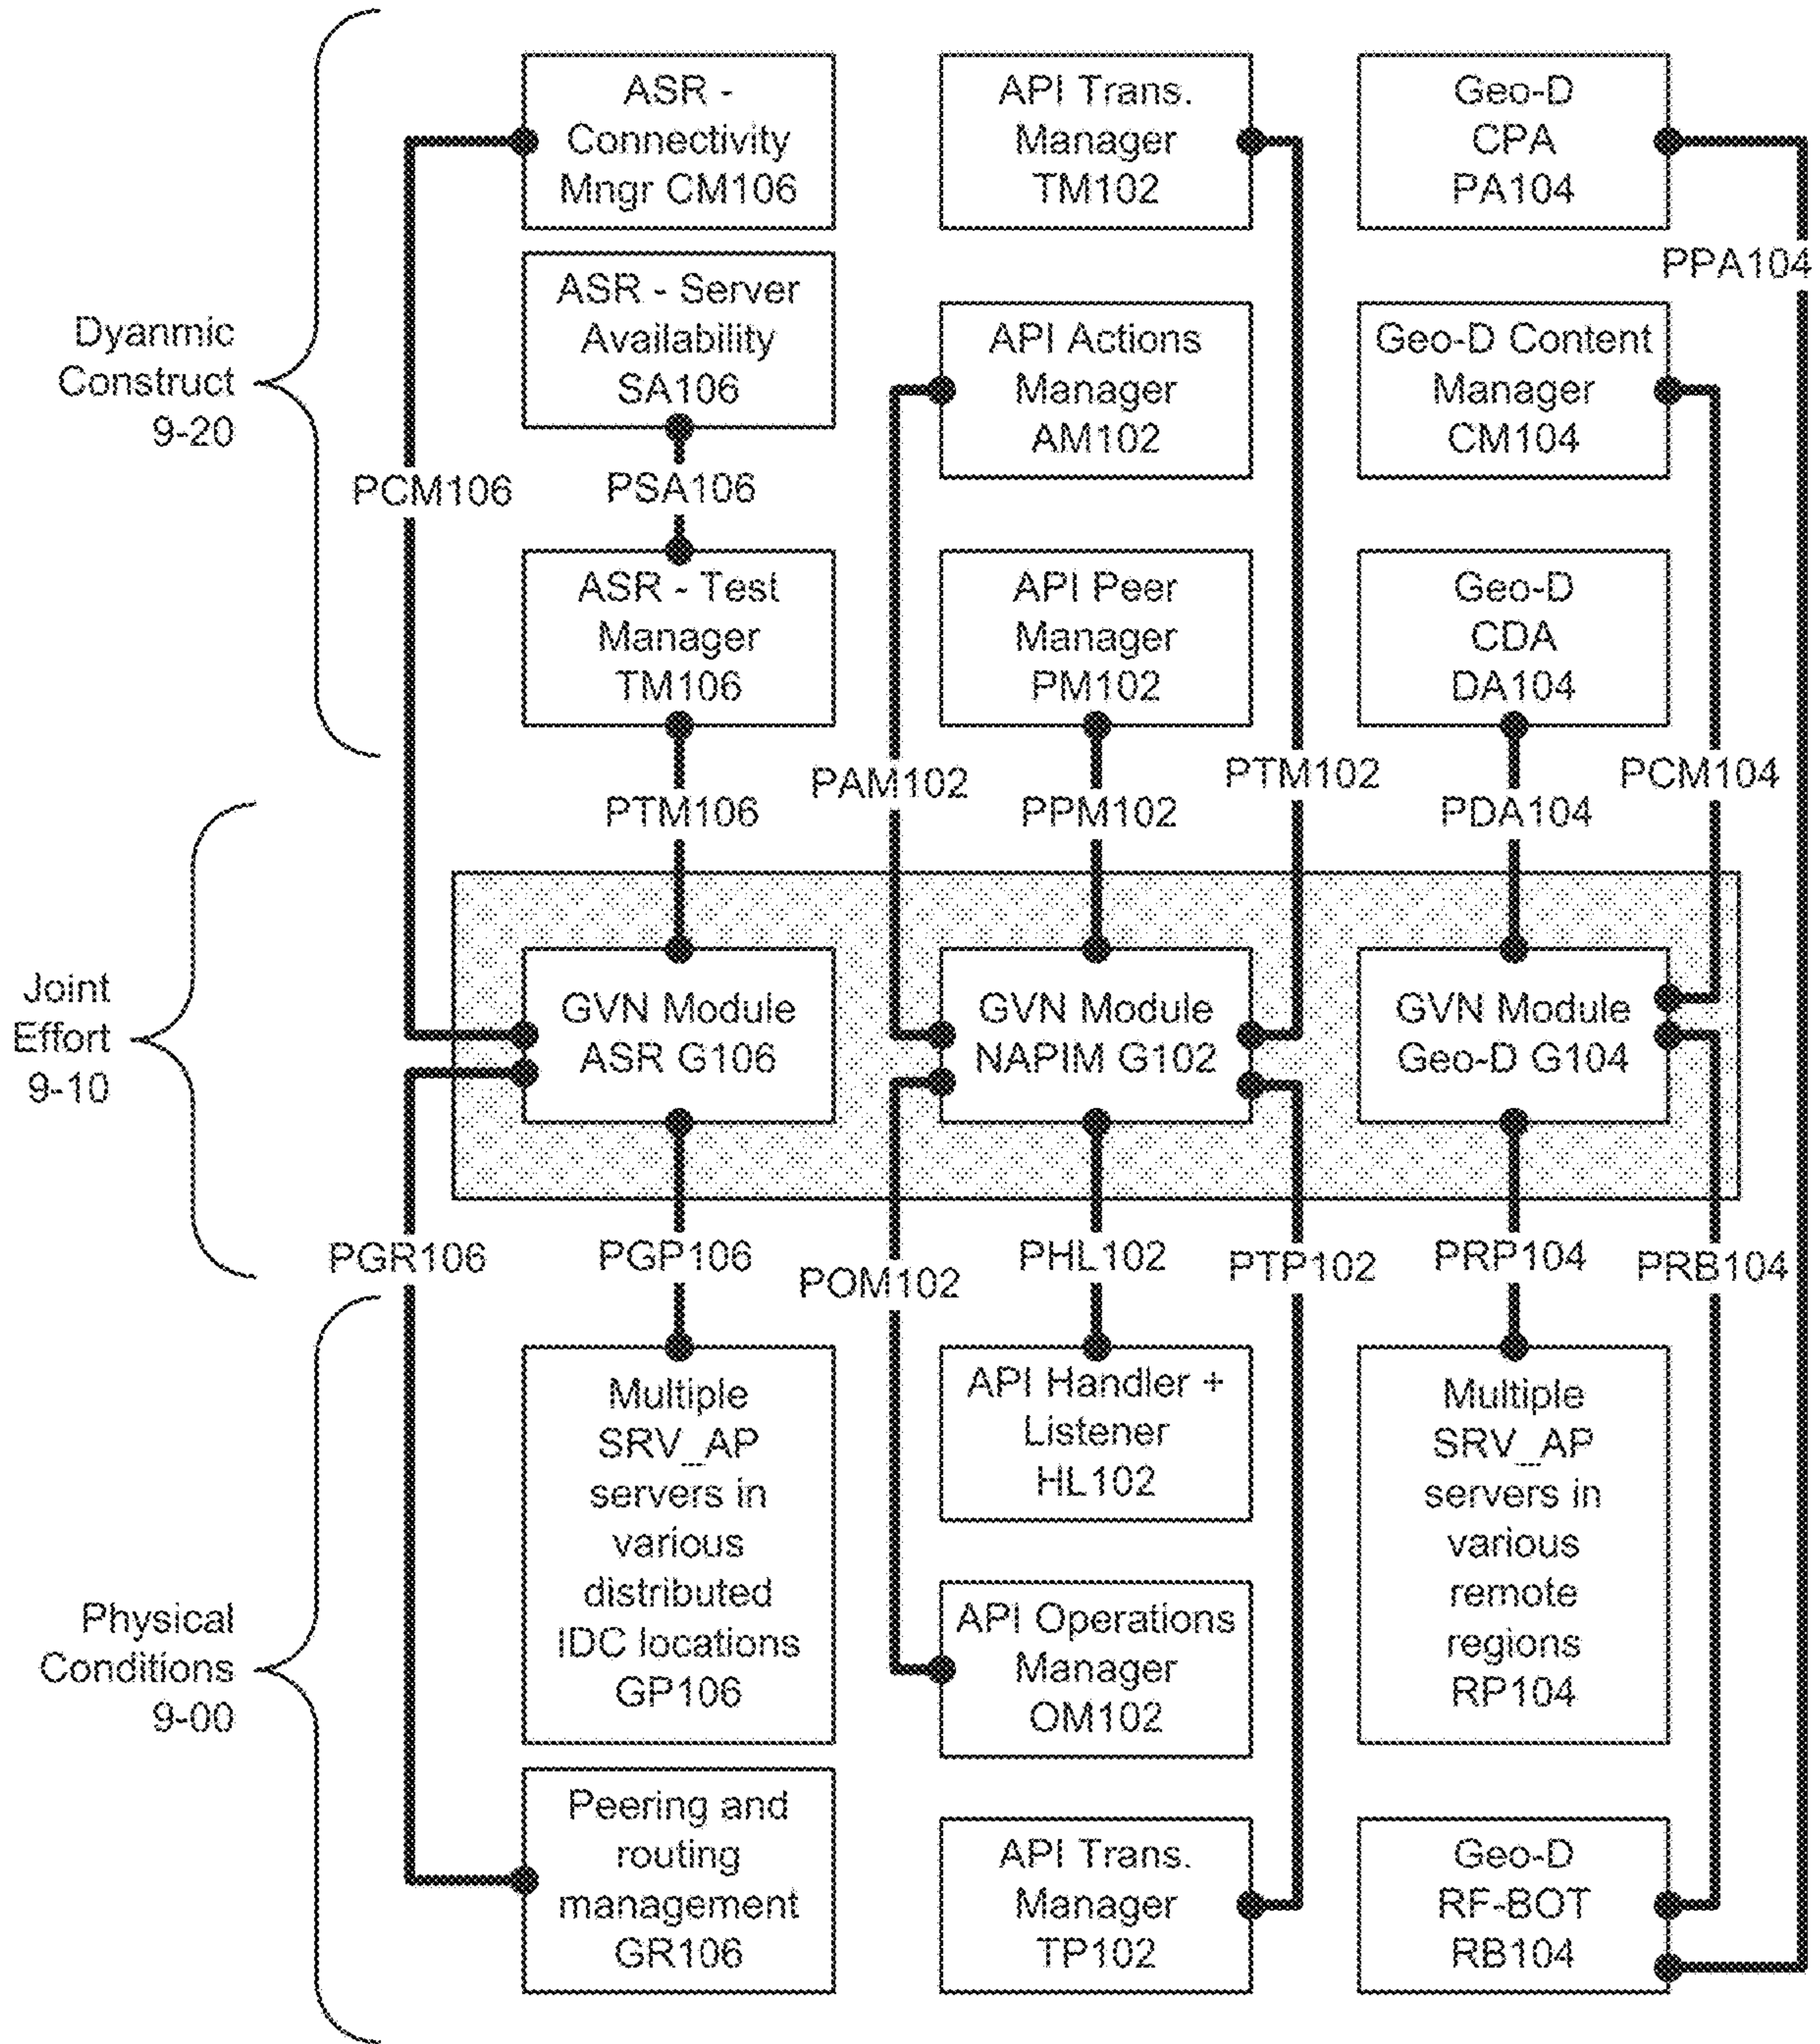 ASR -
Connectivity
Mngr CM106
API Trans.
Manager
TM102
Geo-D
CPA
PA104
PPA104
ASR - Server
Availability
SA106
API Actions
Manager
AM102
Geo-D Content
Manager
CM104
Dyanmic
Construct
9-20
PCM106
PSA106
ASR - Test
Manager
TM106
API Peer
Manager
PM102
Geo-D
CDA
DA104
PTM106
PAM102
PPM102
PTM102
PDA104
PCM104
Joint
Effort
9-10
GVN Module
ASR G106
GVN Module
NAPIM G102
GVN Module
Geo-D G104
PGR106
PGP106
POM102
PHL102
PTP102
PRP104
PRB104
Physical
Conditions
9-00
Multiple
SRV_AP
servers in
various
distributed
IDC locations
GP106
API Handler +
Listener
HL102
Multiple
SRV_AP
servers in
various
remote
regions
RP104
API Operations
Manager
OM102
Peering and
routing
management
GR106
API Trans.
Manager
TP102
Geo-D
RF-BOT
RB104